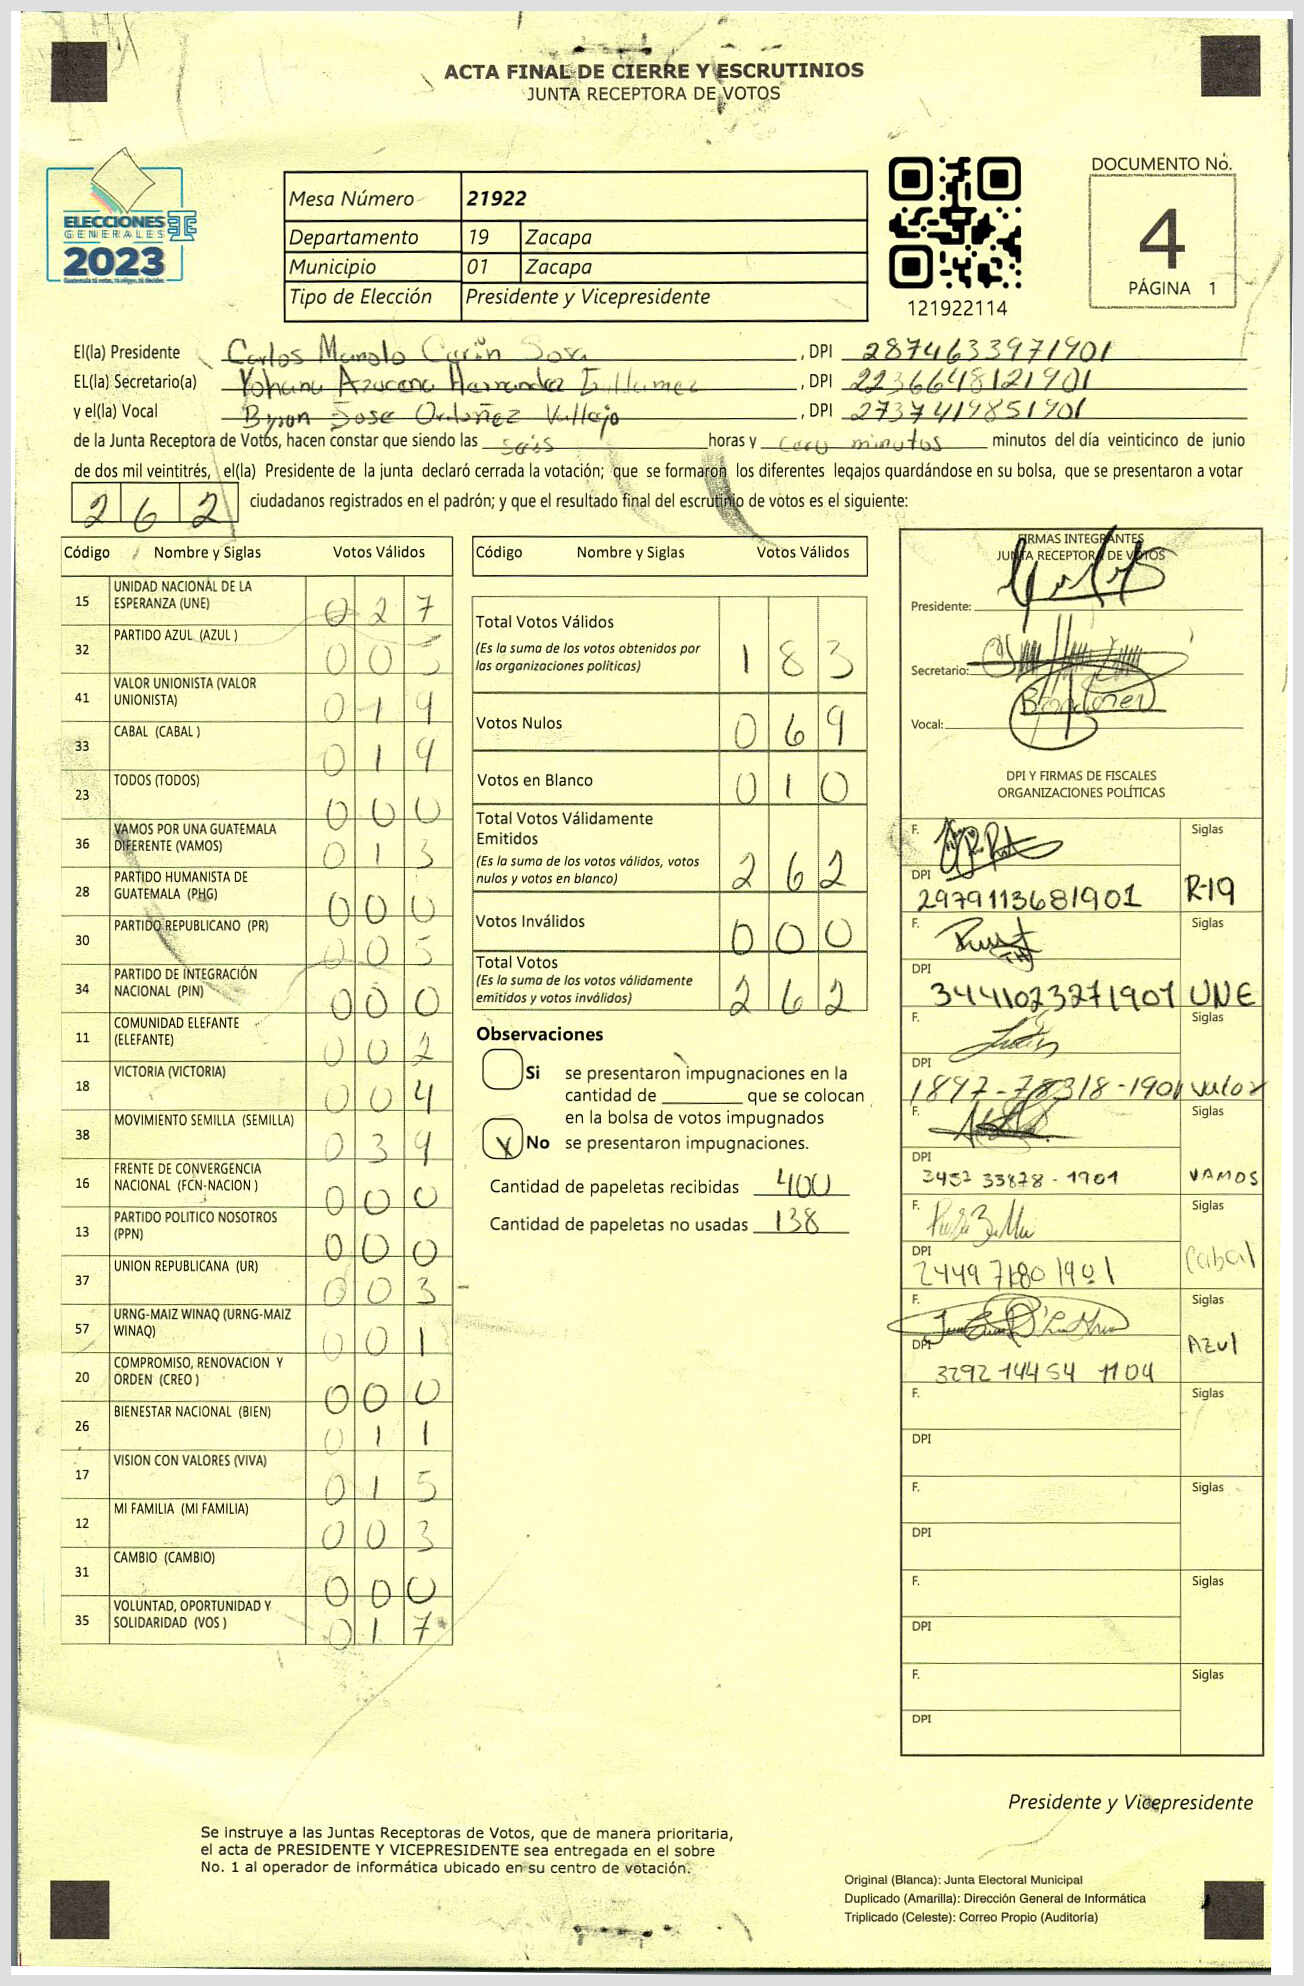 ACTA FINAL DE CIERRE Y ESCRUTINIOS
JUNTA RECEPTORA DE VOTOS
ELECCIONES
GENERALES
2023
Mesa Número 21922
Departamento 19 Zacapa
Municipio 01 Zacapa
Tipo de Elección Presidente y Vicepresidente
121922114
DOCUMENTO No.
4
PÁGINA 1
El(la) Presidente Carlos Manolo Sosa, DPI 2874633971901
EL(la) Secretario(a) Yohana Azucena Hernandez, DPI 2236648121901
y el(la) Vocal Byron Jose Ordoñez Vallejo, DPI 2737419851901
de la Junta Receptora de Votos, hacen constar que siendo las seis horas y cero minutos minutos del día veinticinco de junio
de dos mil veintitrés, el(la) Presidente de la junta declaró cerrada la votación; que se formaron los diferentes legajos quardándose en su bolsa, que se presentaron a votar
262 ciudadanos registrados en el padrón; y que el resultado final del escrutinio de votos es el siguiente:
Código Nombre y Siglas Votos Válidos
15 UNIDAD NACIONAL DE LA ESPERANZA (UNE) 027
32 PARTIDO AZUL (AZUL ) 005
41 VALOR UNIONISTA (VALOR UNIONISTA) 019
33 CABAL (CABAL ) 019
23 TODOS (TODOS) 000
36 VAMOS POR UNA GUATEMALA DIFERENTE (VAMOS) 013
28 PARTIDO HUMANISTA DE GUATEMALA (PHG) 000
30 PARTIDO REPUBLICANO (PR) 005
34 PARTIDO DE INTEGRACIÓN NACIONAL (PIN) 000
11 COMUNIDAD ELEFANTE (ELEFANTE) 002
18 VICTORIA (VICTORIA) 004
38 MOVIMIENTO SEMILLA (SEMILLA) 039
16 FRENTE DE CONVERGENCIA NACIONAL (FCN-NACION ) 000
13 PARTIDO POLITICO NOSOTROS (PPN) 000
37 UNION REPUBLICANA (UR) 003
57 URNG-MAIZ WINAQ (URNG-MAIZ WINAQ) 001
20 COMPROMISO, RENOVACION Y ORDEN (CREO ) 000
26 BIENESTAR NACIONAL (BIEN) 011
17 VISION CON VALORES (VIVA) 015
12 MI FAMILIA (MI FAMILIA) 003
31 CAMBIO (CAMBIO) 000
35 VOLUNTAD, OPORTUNIDAD Y SOLIDARIDAD (VOS ) 017
Código Nombre y Siglas Votos Válidos
Total Votos Válidos 183
(Es la suma de los votos obtenidos por
las organizaciones políticas)
Votos Nulos 069
Votos en Blanco 010
Total Votos Válidamente
Emitidos 262
(Es la suma de los votos válidos, votos
nulos y votos en blanco)
Votos Inválidos 000
Total Votos 262
(Es la suma de los votos válidamente
emitidos y votos inválidos)
Observaciones
Si se presentaron impugnaciones en la
cantidad de ________ que se colocan
en la bolsa de votos impugnados
X No se presentaron impugnaciones.
Cantidad de papeletas recibidas 400
Cantidad de papeletas no usadas 138
FIRMAS INTEGRANTES
JUNTA RECEPTORA DE VOTOS
Presidente:
Secretario:
Vocal:
DPI Y FIRMAS DE FISCALES
ORGANIZACIONES POLÍTICAS
F. Siglas
DPI 2979113681901 R-19
F. Siglas
DPI 3441023271901 UNE
F. Siglas
DPI valor
F. Siglas
DPI 3452 33878-1901 VAMOS
F. Siglas
DPI 2449 7180 1901 Cabal
F. Siglas
DPI 3292 14454 1104 Azul
F. Siglas
DPI
F. Siglas
DPI
F. Siglas
DPI
F. Siglas
DPI
Presidente y Vicepresidente
Se instruye a las Juntas Receptoras de Votos, que de manera prioritaria,
el acta de PRESIDENTE Y VICEPRESIDENTE sea entregada en el sobre
No. 1 al operador de informática ubicado en su centro de votación.
Original (Blanca): Junta Electoral Municipal
Duplicado (Amarilla): Dirección General de Informática
Triplicado (Celeste): Correo Propio (Auditoría)